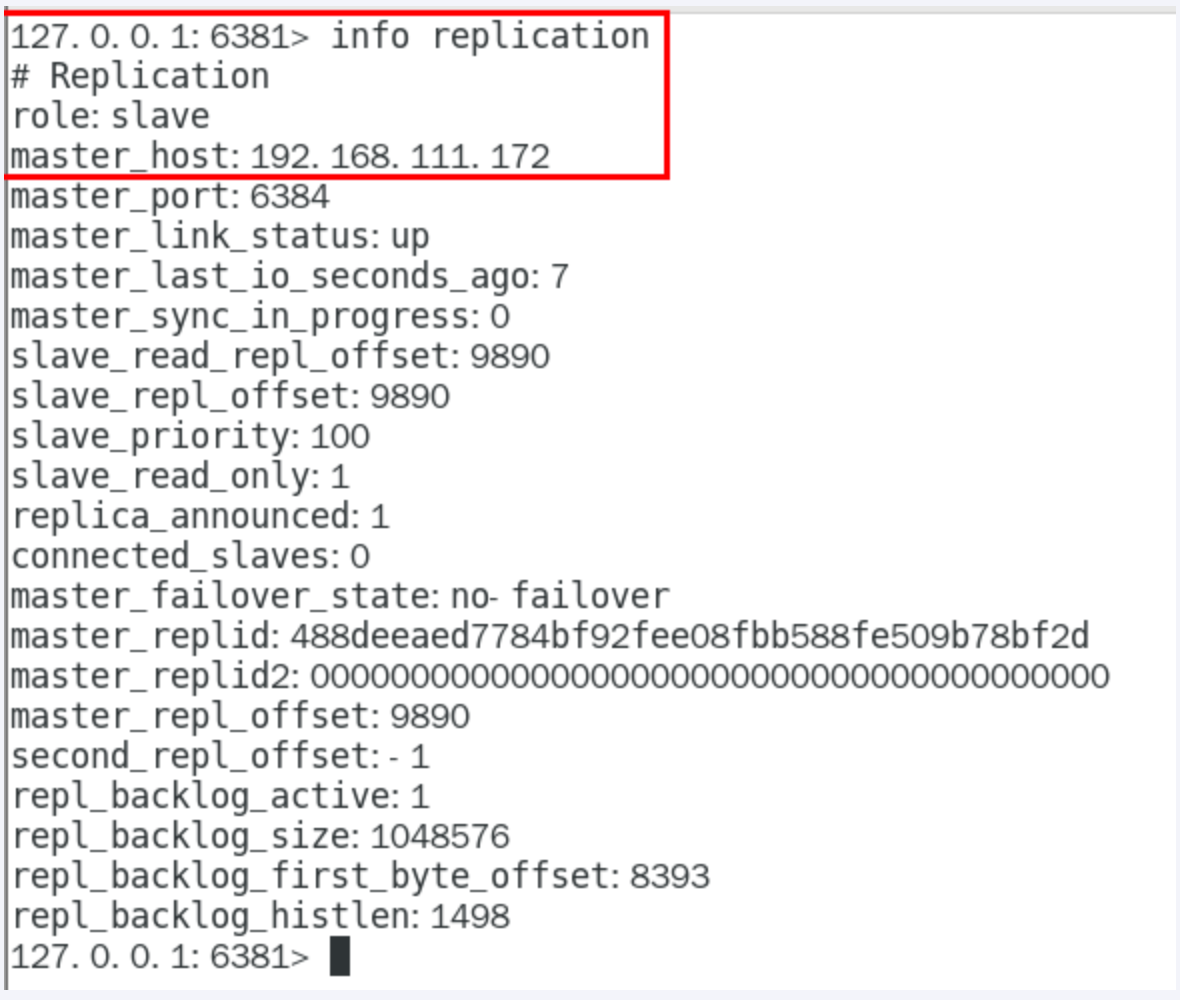 127.0.0.1:6381> info replication
# Replication
role:slave
master_host:192.168.111.172
master_port:6384
master_link_status:up
master_last_io_seconds_ago:7
master_sync_in_progress:0
slave_read_repl_offset:9890
slave_repl_offset:9890
slave_priority:100
slave_read_only:1
replica_announced:1
connected_slaves:0
master_failover_state:no-failover
master_replid:488deeaed7784bf92fee08fbb588fe509b78bf2d
master_replid2:0000000000000000000000000000000000000000
master_repl_offset:9890
second_repl_offset:-1
repl_backlog_active:1
repl_backlog_size:1048576
repl_backlog_first_byte_offset:8393
repl_backlog_histlen:1498
127.0.0.1:6381>